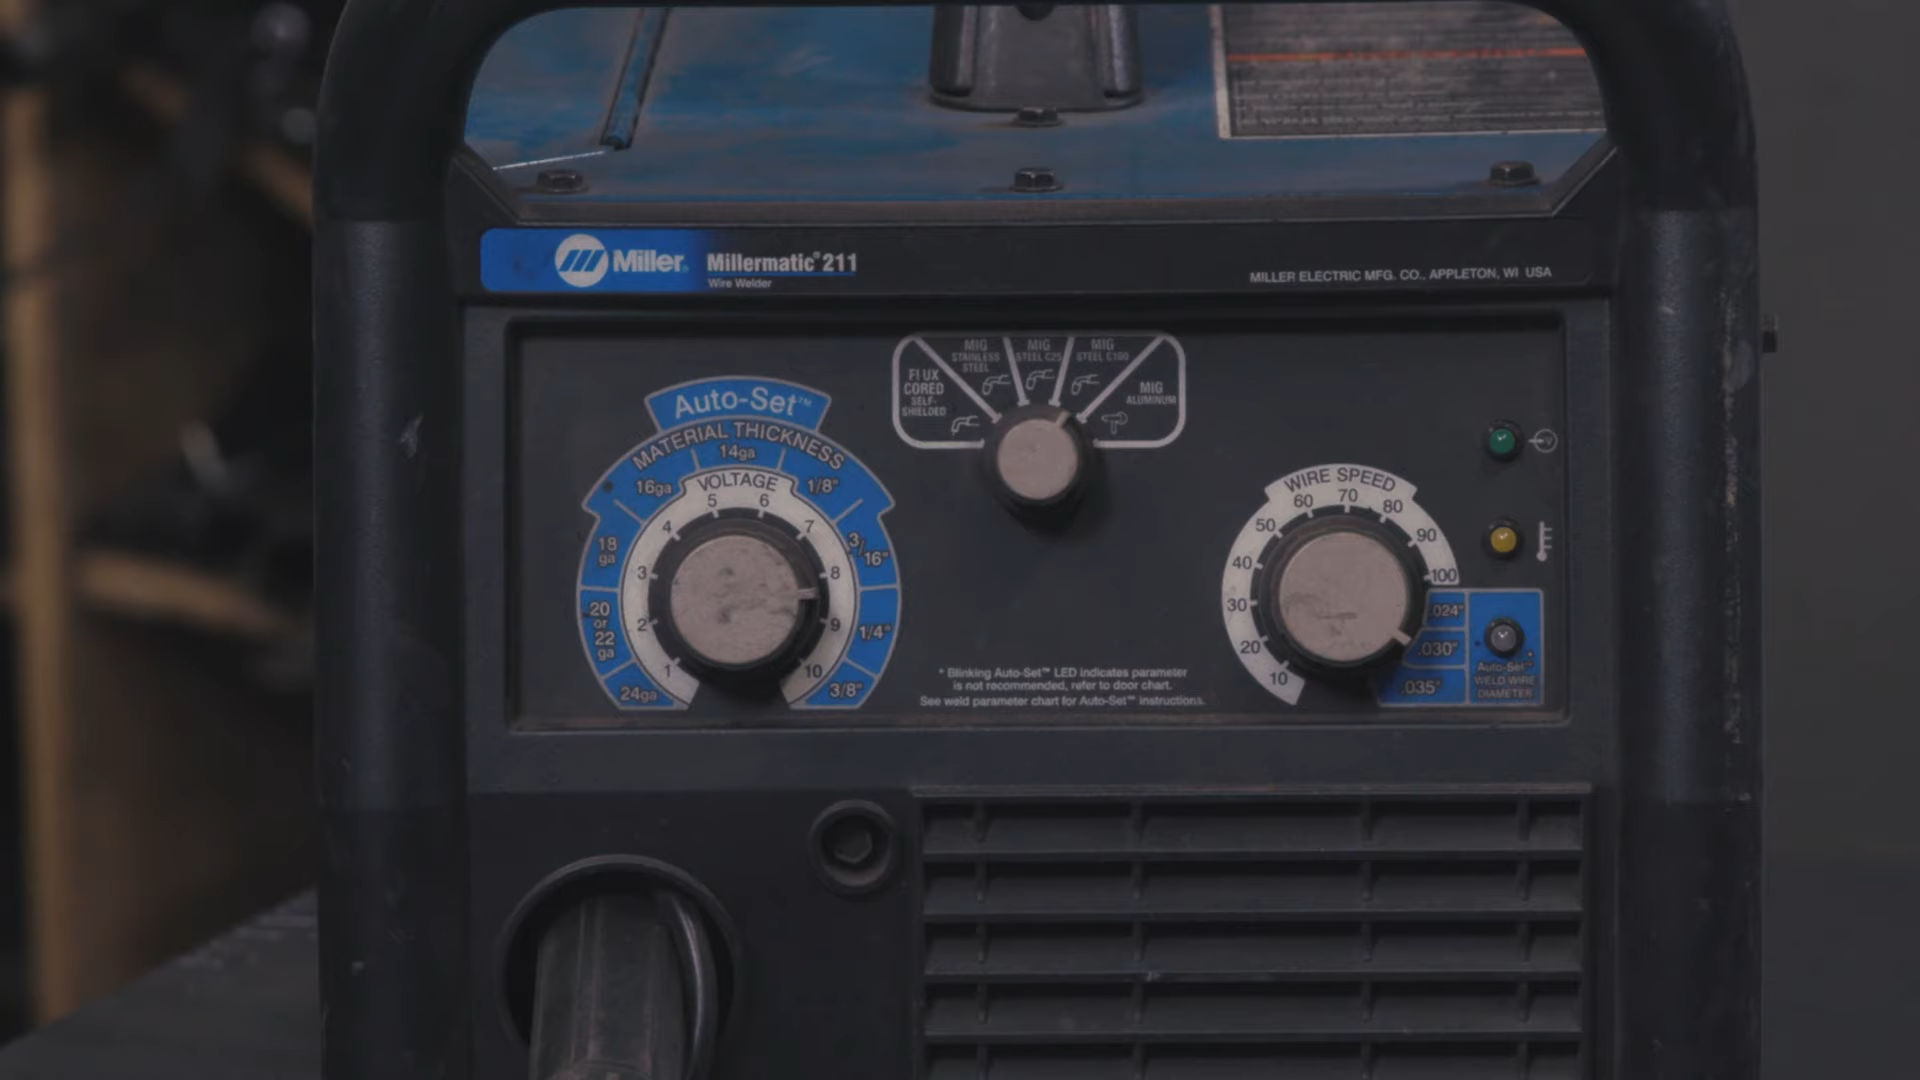 Miller
Millermatic® 211
Wire Welder
MILLER ELECTRIC MFG. CO., APPLETON, WI USA
FLUX
CORED
SELF-
SHIELDED
MIG
STAINLESS
STEEL
MIG
STEEL C25
MIG
STEEL C100
MIG
ALUMINUM
Auto-Set™
MATERIAL THICKNESS
24ga
20
or
22
ga
18
ga
16ga
14ga
1/8"
3/16"
1/4"
3/8"
VOLTAGE
1 2 3 4 5 6 7 8 9 10
WIRE SPEED
10 20 30 40 50 60 70 80 90 100
.024"
.030"
.035"
Auto-Set™
WELD WIRE
DIAMETER
* Blinking Auto-Set™ LED indicates parameter
is not recommended, refer to door chart.
See weld parameter chart for Auto-Set™ instructions.